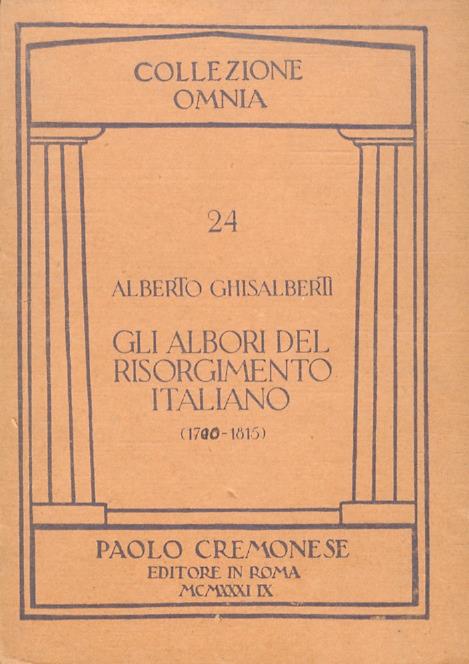 COLLEZIONE
OMNIA
24
ALBERTO GHISALBERTI
GLI ALBORI DEL
RISORGIMENTO
ITALIANO
(1700-1815)
PAOLO CREMONESE
EDITORE IN ROMA
MCMXXXI IX